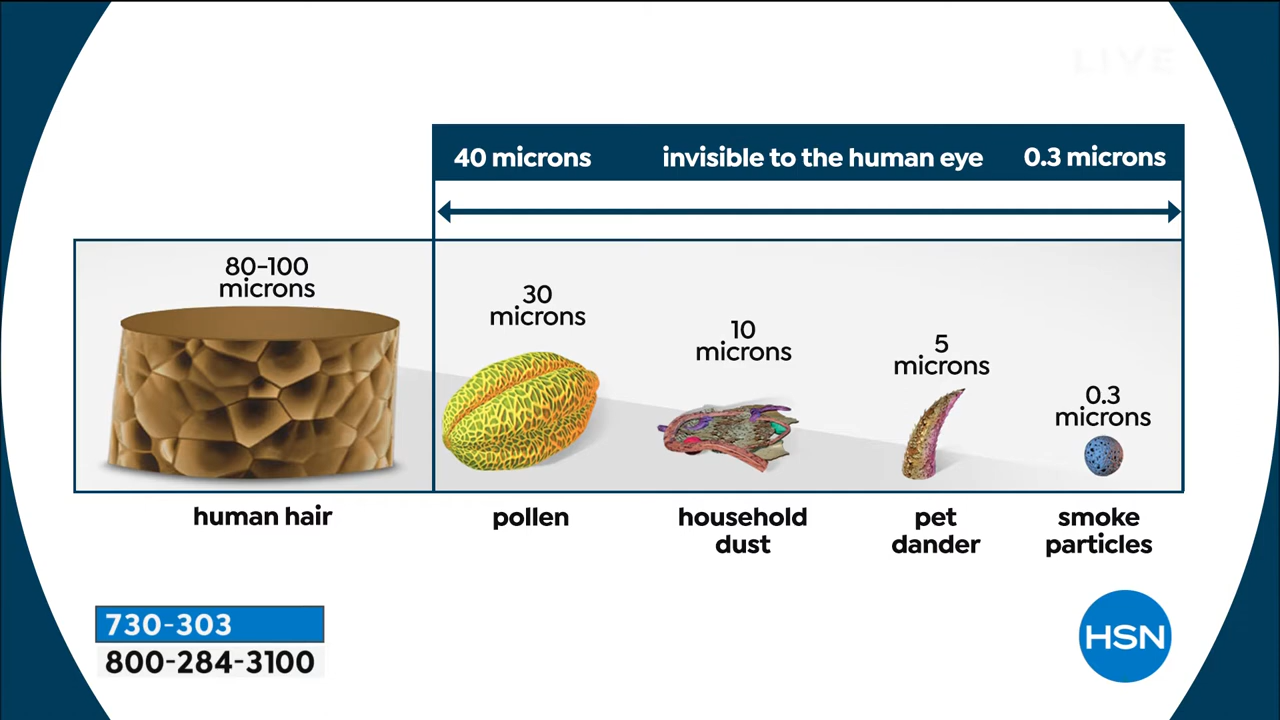 LIVE
40 microns invisible to the human eye 0.3 microns
80–100
microns
30
microns
10
microns
5
microns
0.3
microns
human hair
pollen
household
dust
pet
dander
smoke
particles
730-303
800-284-3100
HSN